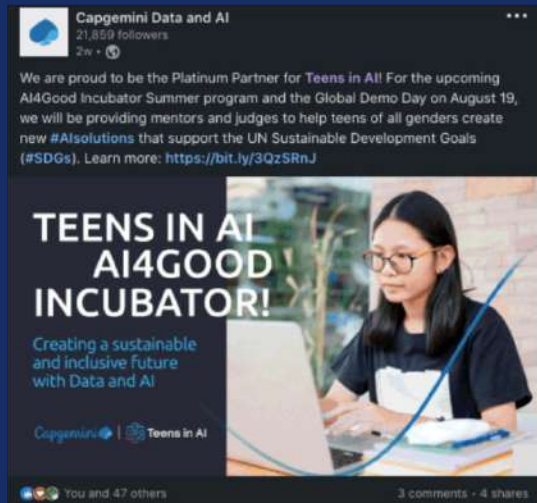 Capgemini Data and AI
21,859 followers
2w •
We are proud to be the Platinum Partner for Teens in AI! For the upcoming
AI4Good Incubator Summer program and the Global Demo Day on August 19,
we will be providing mentors and judges to help teens of all genders create
new #AIsolutions that support the UN Sustainable Development Goals
(#SDGs). Learn more: https://bit.ly/3QzSRnJ
TEENS IN AI
AI4GOOD
INCUBATOR!
Creating a sustainable
and inclusive future
with Data and AI
Capgemini | Teens in AI
You and 47 others 3 comments • 4 shares